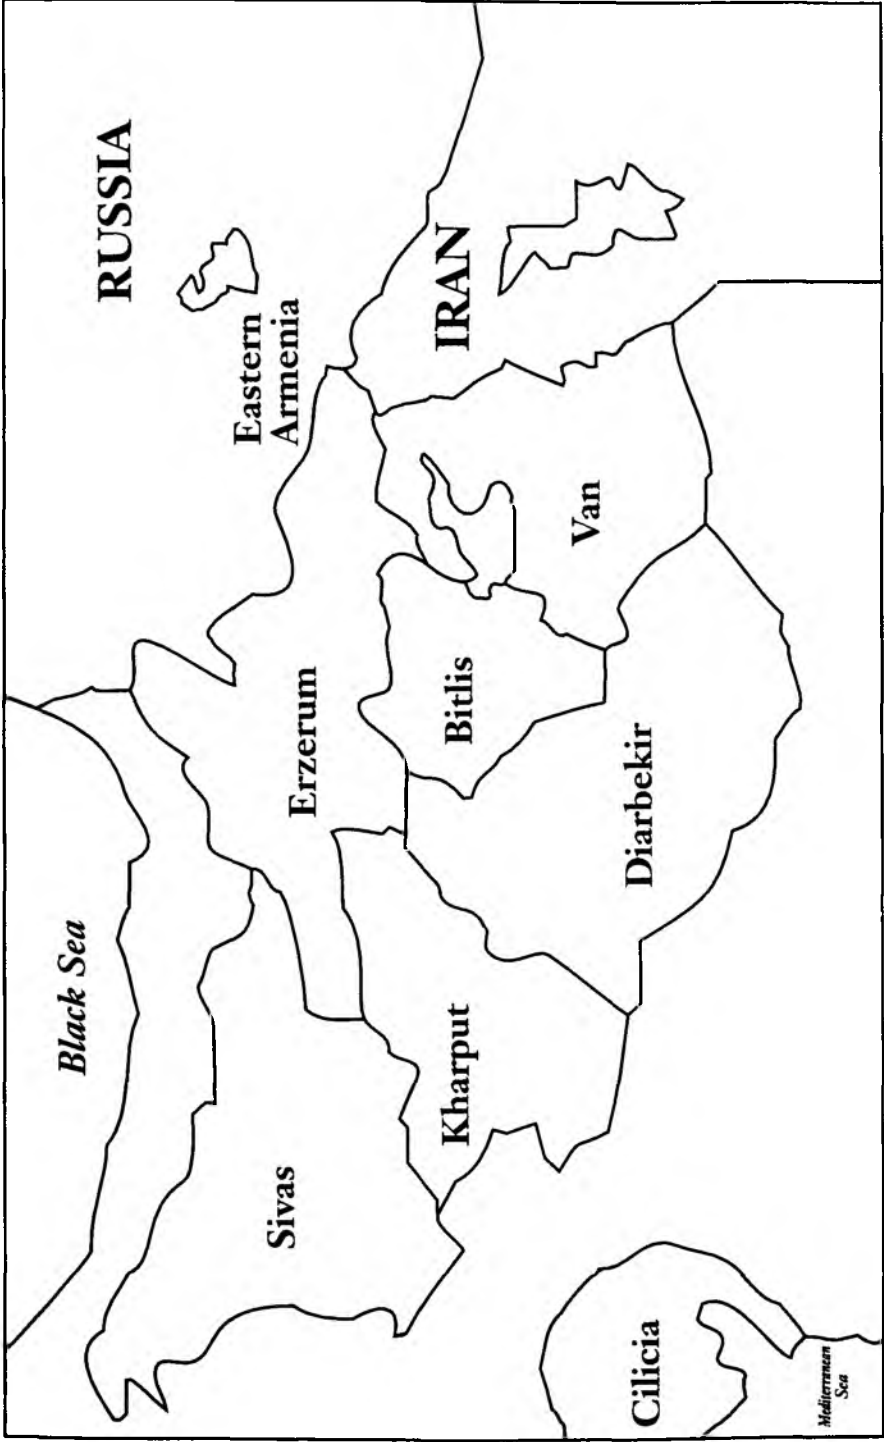 Black Sea
RUSSIA
Eastern
Armenia
Sivas
Erzerum
Kharput
Bitlis
IRAN
Van
Diarbekir
Cilicia
Mediterranean
Sea